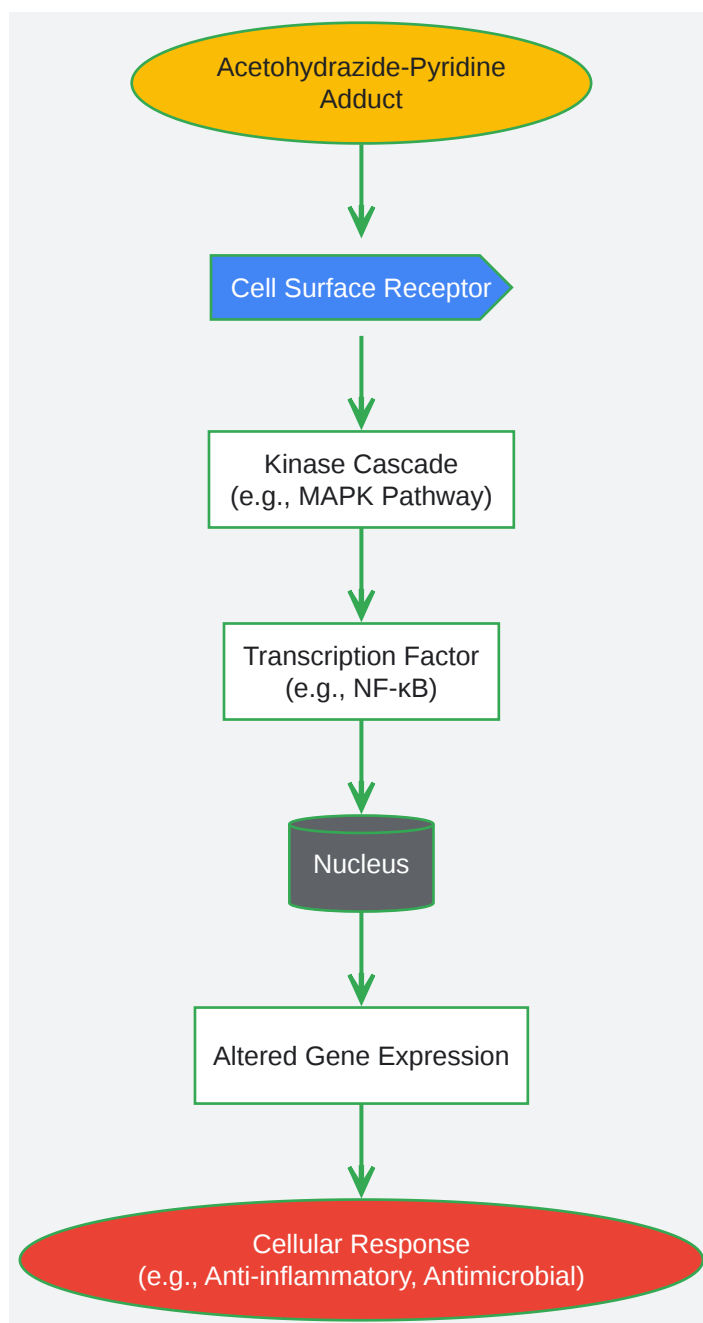 Acetohydrazide-Pyridine
Adduct
Cell Surface Receptor
Kinase Cascade
(e.g., MAPK Pathway)
Transcription Factor
(e.g., NF-κB)
Nucleus
Altered Gene Expression
Cellular Response
(e.g., Anti-inflammatory, Antimicrobial)